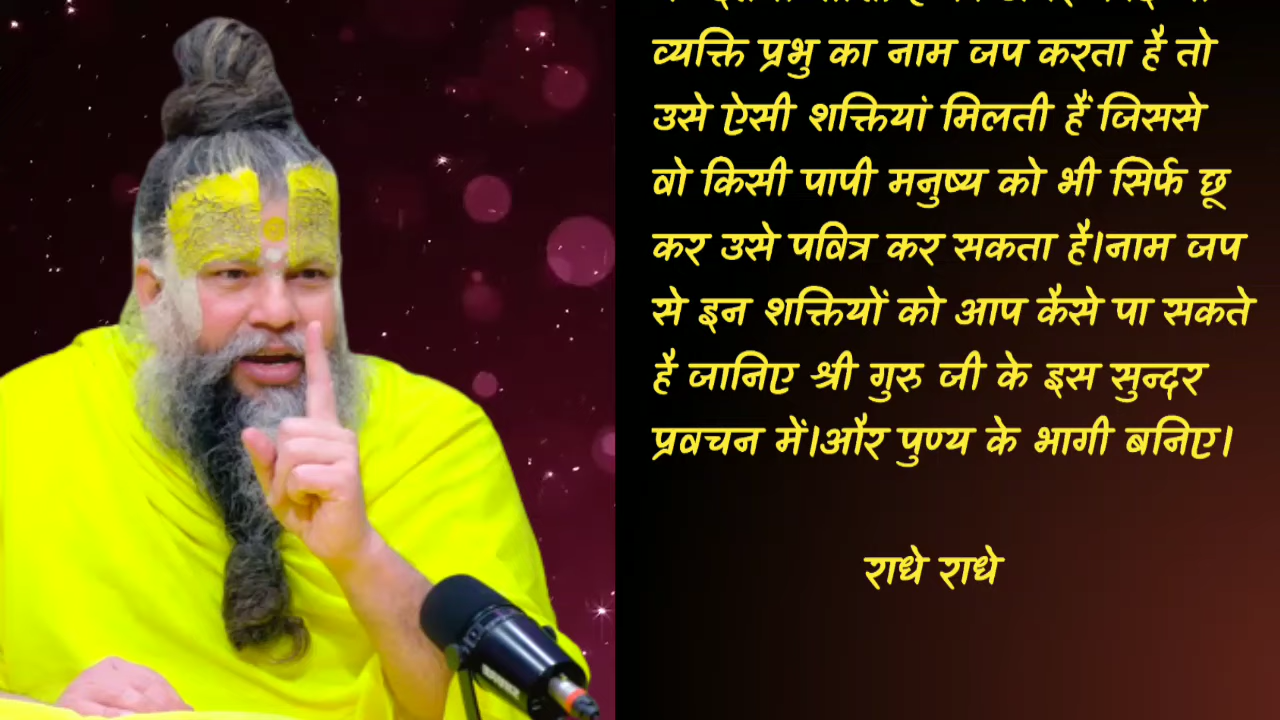 व्यक्ति प्रभु का नाम जप करता है तो
उसे ऐसी शक्तियां मिलती हैं जिससे
वो किसी पापी मनुष्य को भी सिर्फ छू
कर उसे पवित्र कर सकता है।नाम जप
से इन शक्तियों को आप कैसे पा सकते
है जानिए श्री गुरु जी के इस सुन्दर
प्रवचन में।और पुण्य के भागी बनिए।
राधे राधे